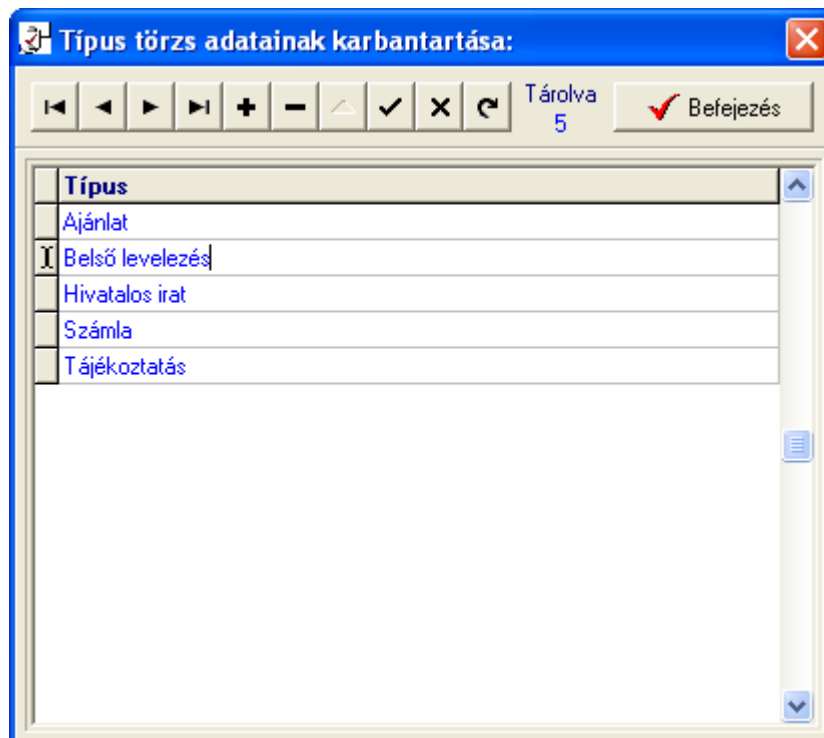 Típus törzs adatainak karbantartása:
Tárolva
5
Befejezés
Típus
Ajánlat
Belső levelezés
Hivatalos irat
Számla
Tájékoztatás